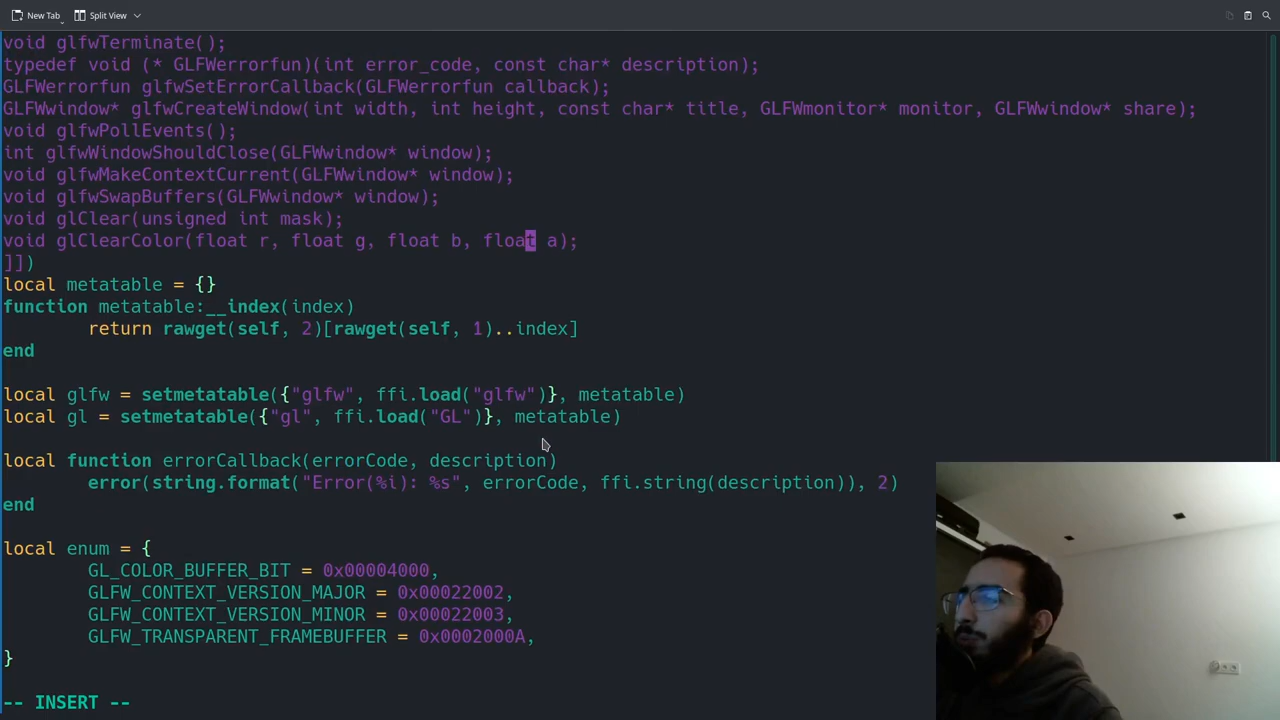 New Tab Split View
void glfwTerminate();
typedef void (* GLFWerrorfun)(int error_code, const char* description);
GLFWerrorfun glfwSetErrorCallback(GLFWerrorfun callback);
GLFWwindow* glfwCreateWindow(int width, int height, const char* title, GLFWmonitor* monitor, GLFWwindow* share);
void glfwPollEvents();
int glfwWindowShouldClose(GLFWwindow* window);
void glfwMakeContextCurrent(GLFWwindow* window);
void glfwSwapBuffers(GLFWwindow* window);
void glClear(unsigned int mask);
void glClearColor(float r, float g, float b, float a);
]])
local metatable = {}
function metatable:__index(index)
        return rawget(self, 2)[rawget(self, 1)..index]
end
local glfw = setmetatable({"glfw", ffi.load("glfw")}, metatable)
local gl = setmetatable({"gl", ffi.load("GL")}, metatable)
local function errorCallback(errorCode, description)
        error(string.format("Error(%i): %s", errorCode, ffi.string(description)), 2)
end
local enum = {
        GL_COLOR_BUFFER_BIT = 0x00004000,
        GLFW_CONTEXT_VERSION_MAJOR = 0x00022002,
        GLFW_CONTEXT_VERSION_MINOR = 0x00022003,
        GLFW_TRANSPARENT_FRAMEBUFFER = 0x0002000A,
}
-- INSERT --